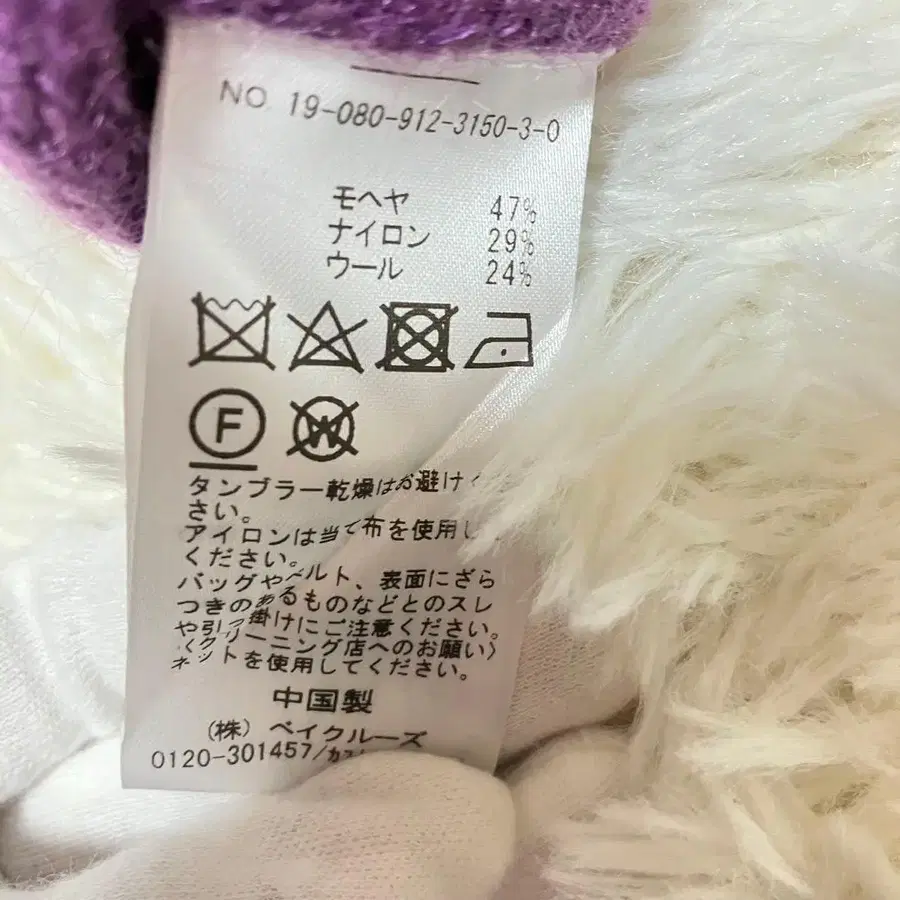 NO. 19-080-912-3150-3-0
モヘヤ 47%
ナイロン 29%
ウール 24%
F
W
タンブラー乾燥はお避けく
さい。
アイロンは当て布を使用し
ください。
バッグやベルト、表面にざら
つきのあるものなどとのスレ
や引っ掛けにご注意ください。
〈クリーニング店へのお願い〉
ネットを使用してください。
中国製
(株) ベイクルーズ
0120-301457/カス